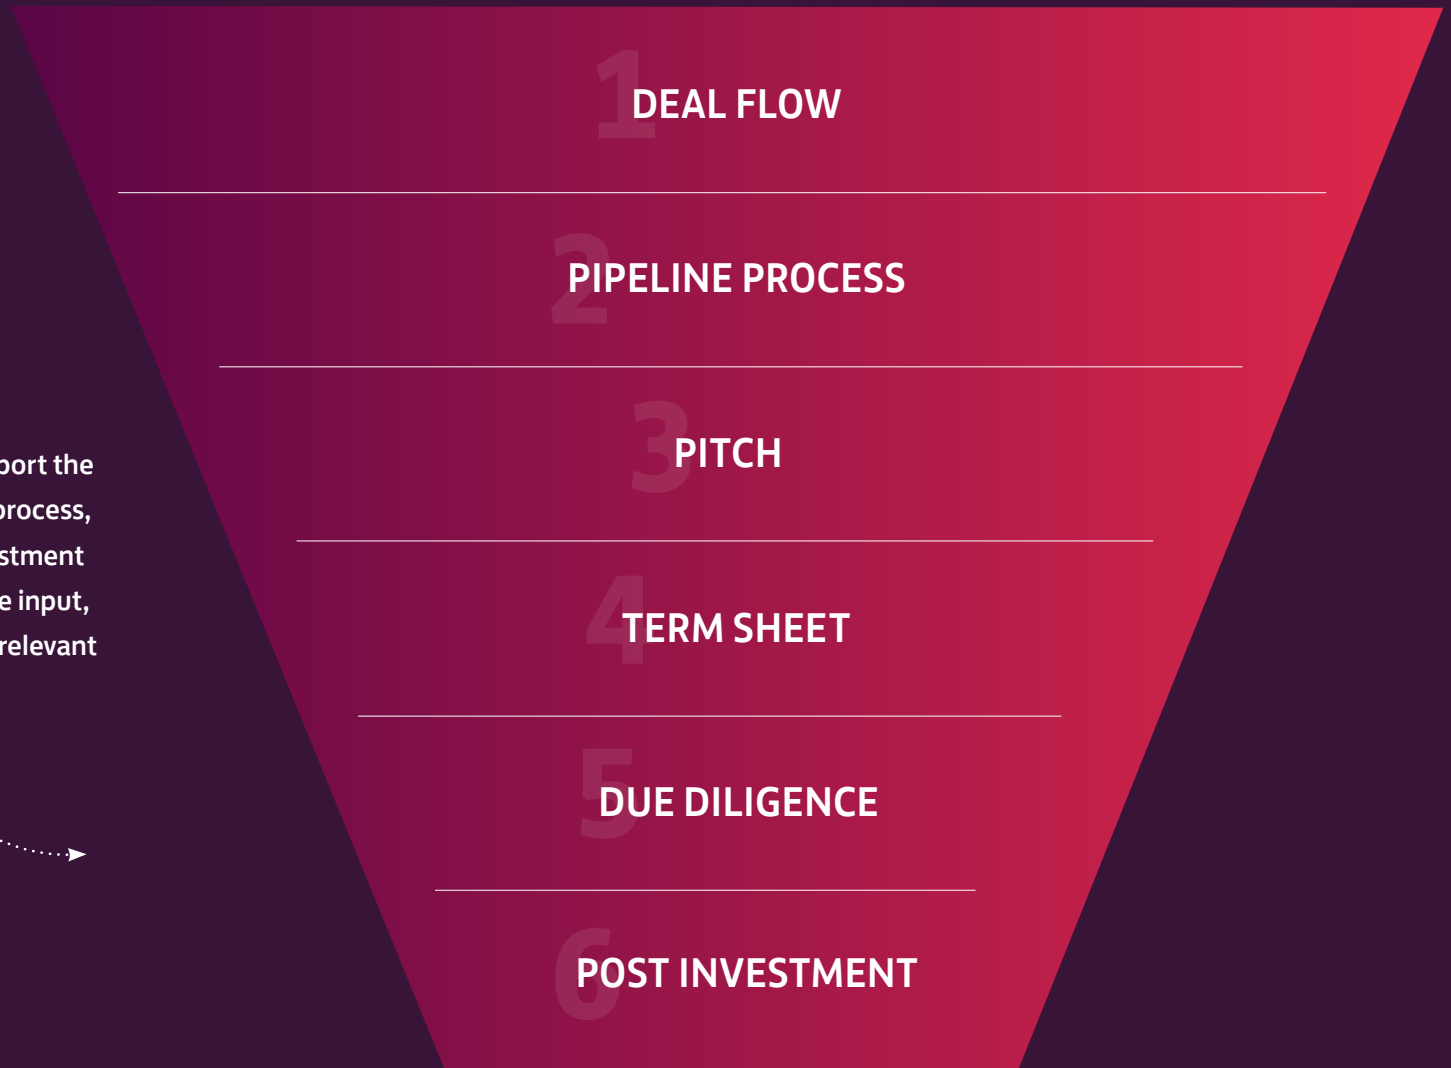 1
DEAL FLOW
2
PIPELINE PROCESS
3
PITCH
port the
process,
stment
e input,
relevant
4
TERM SHEET
5
DUE DILIGENCE
6
POST INVESTMENT